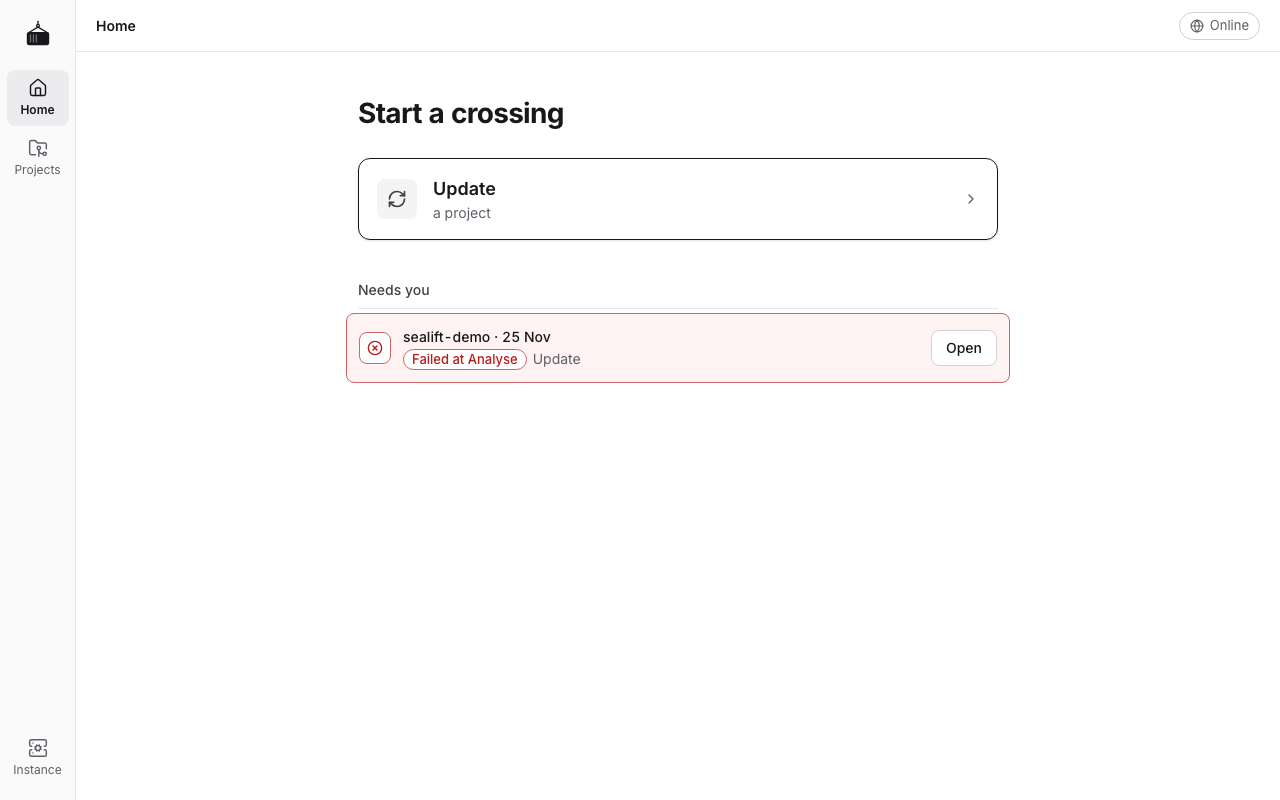 Home
Online
Home
Projects
Instance
Start a crossing
Update
a project
Needs you
sealift-demo · 25 Nov
Failed at Analyse Update
Open